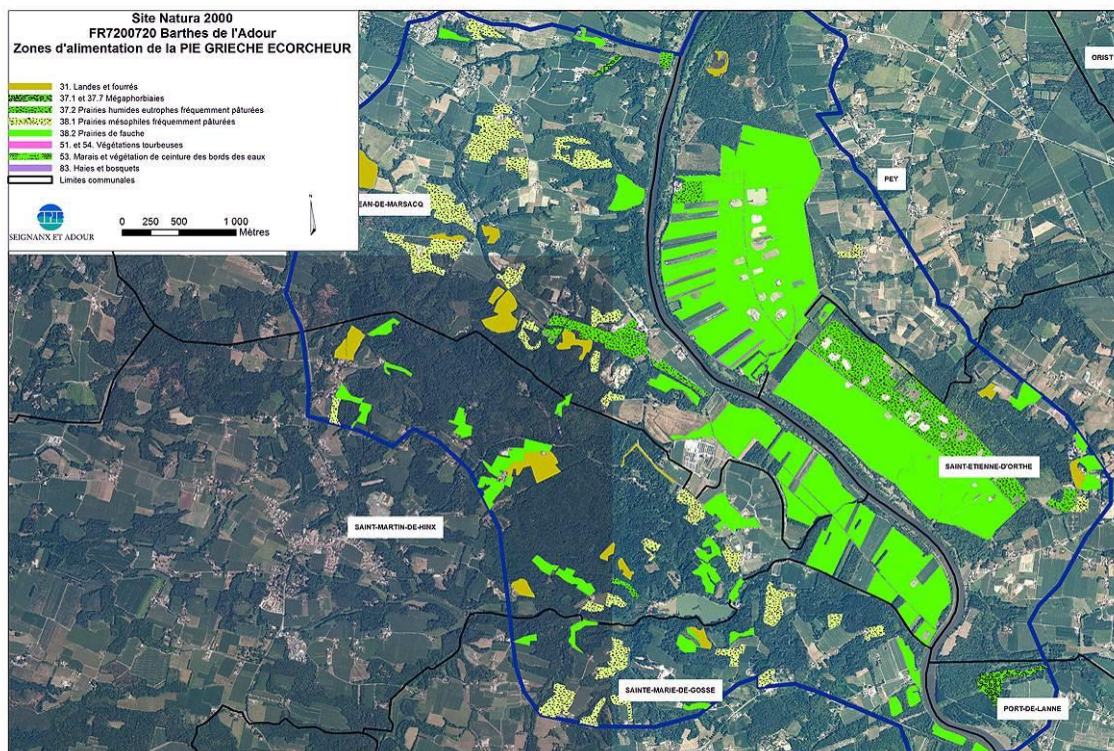 Site Natura 2000
FR7200720 Barthes de l'Adour
Zones d'alimentation de la PIE GRIECHE ECORCHEUR
31. Landes et fourrés
37.1 et 37.7 Mégaphorbiaies
37.2 Prairies humides eutrophes fréquemment pâturées
38.1 Prairies mésophiles fréquemment pâturées
38.2 Prairies de fauche
51. et 54. Végétations tourbeuses
53. Marais et végétation de ceinture des bords des eaux
83. Haies et bosquets
Limites communales
CPIE
SEIGNANX ET ADOUR
N
0 250 500 1 000
Mètres
ORIST
PEY
EAN-DE-MARSACQ
SAINT-ETIENNE-D'ORTHE
SAINT-MARTIN-DE-HINX
SAINTE-MARIE-DE-GOSSE
PORT-DE-LANNE